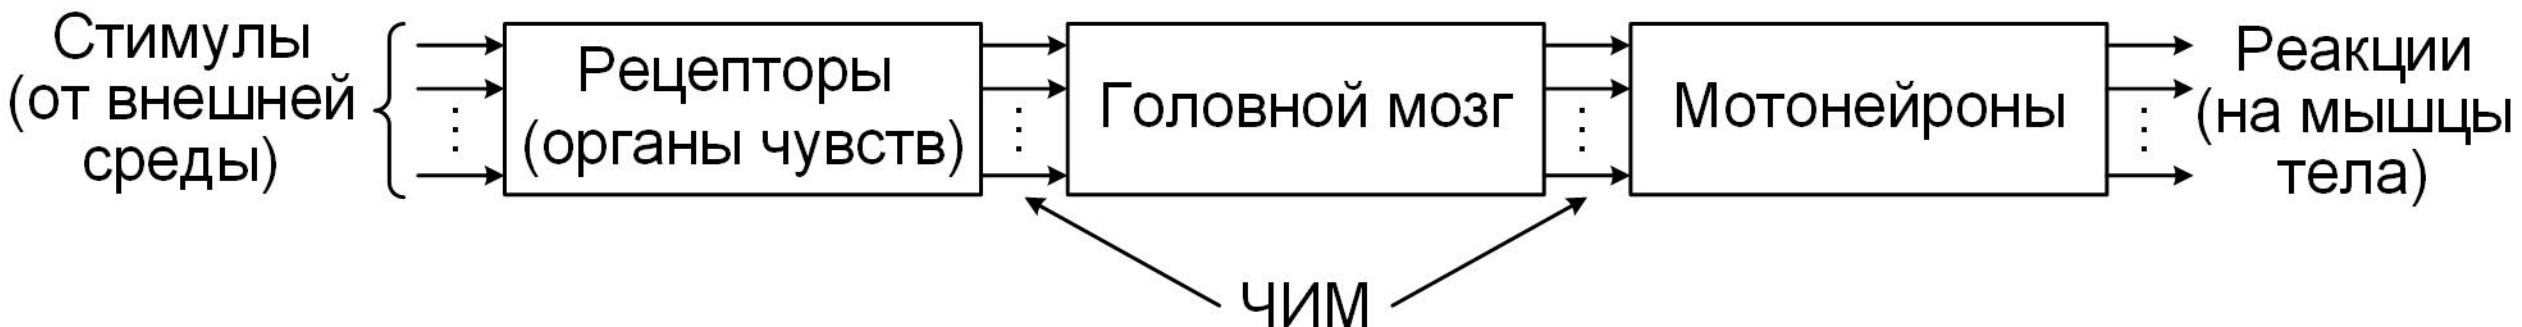 Стимулы
(от внешней
среды)
Рецепторы
(органы чувств)
Головной мозг
Мотонейроны
Реакции
(на мышцы
тела)
ЧИМ